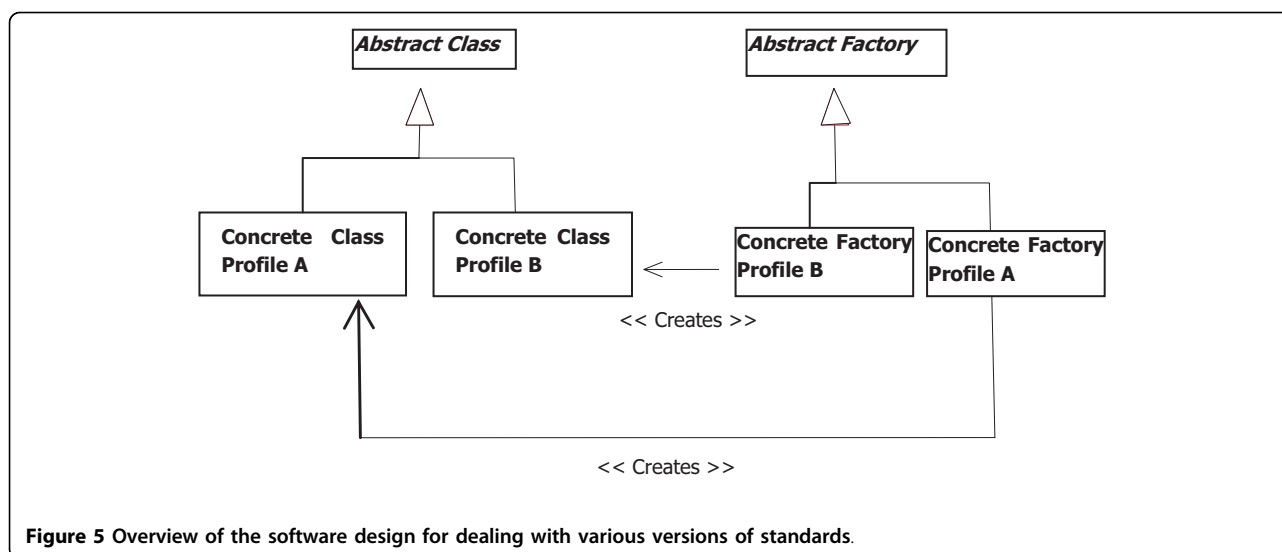 Abstract Class
Abstract Factory
Concrete Class
Profile A
Concrete Class
Profile B
Concrete Factory
Profile B
Concrete Factory
Profile A
<< Creates >>
<< Creates >>
Figure 5 Overview of the software design for dealing with various versions of standards.